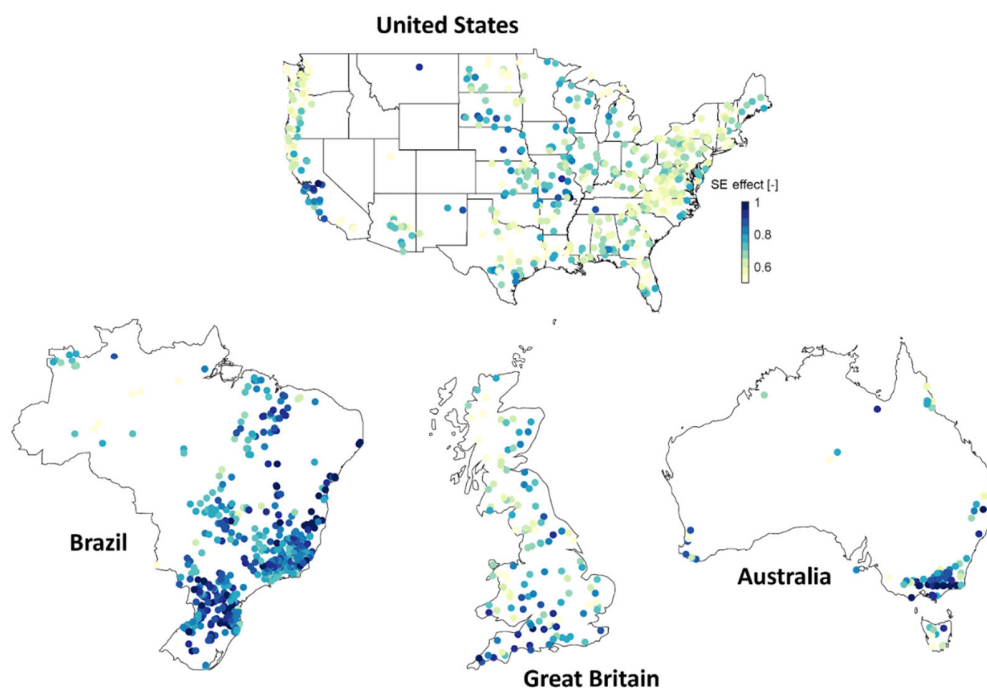 United States
SE effect [-]
1
0.8
0.6
Brazil
Australia
Great Britain